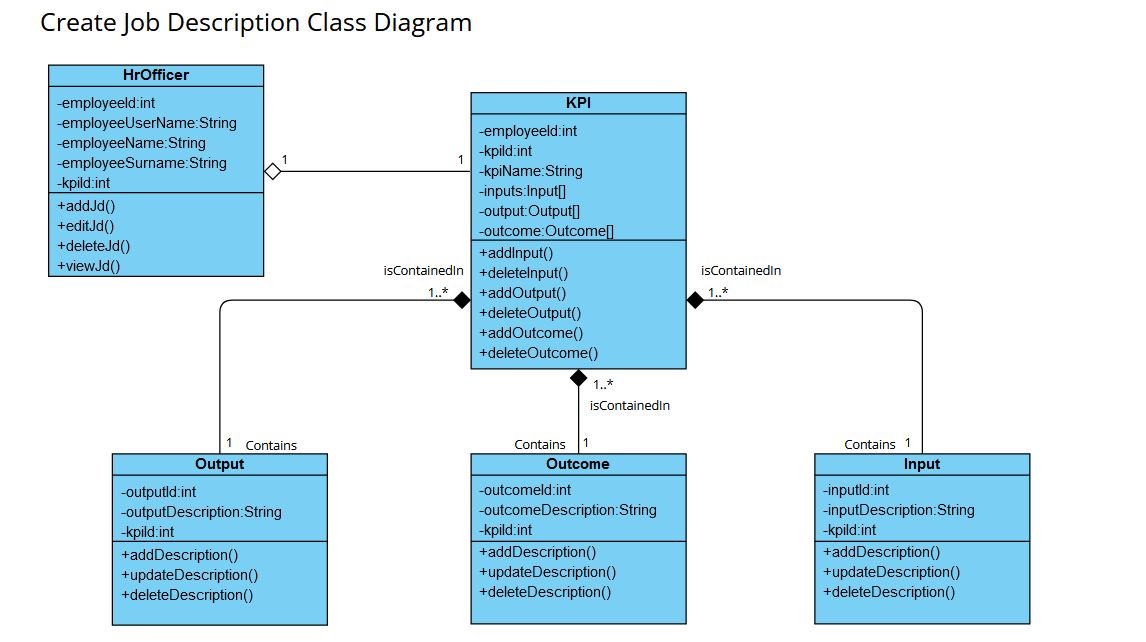 Create Job Description Class Diagram
HrOfficer
-employeeId:int
-employeeUserName:String
-employeeName:String
-employeeSurname:String
-kpiId:int
+addJd()
+editJd()
+deleteJd()
+viewJd()
1
1
KPI
-employeeId:int
-kpiId:int
-kpiName:String
-inputs:Input[]
-output:Output[]
-outcome:Outcome[]
+addInput()
+deleteInput()
+addOutput()
+deleteOutput()
+addOutcome()
+deleteOutcome()
isContainedIn
1..*
isContainedIn
1..*
1..*
isContainedIn
1 Contains
Contains 1
Contains 1
Output
-outputId:int
-outputDescription:String
-kpiId:int
+addDescription()
+updateDescription()
+deleteDescription()
Outcome
-outcomeId:int
-outcomeDescription:String
-kpiId:int
+addDescription()
+updateDescription()
+deleteDescription()
Input
-inputId:int
-inputDescription:String
-kpiId:int
+addDescription()
+updateDescription()
+deleteDescription()